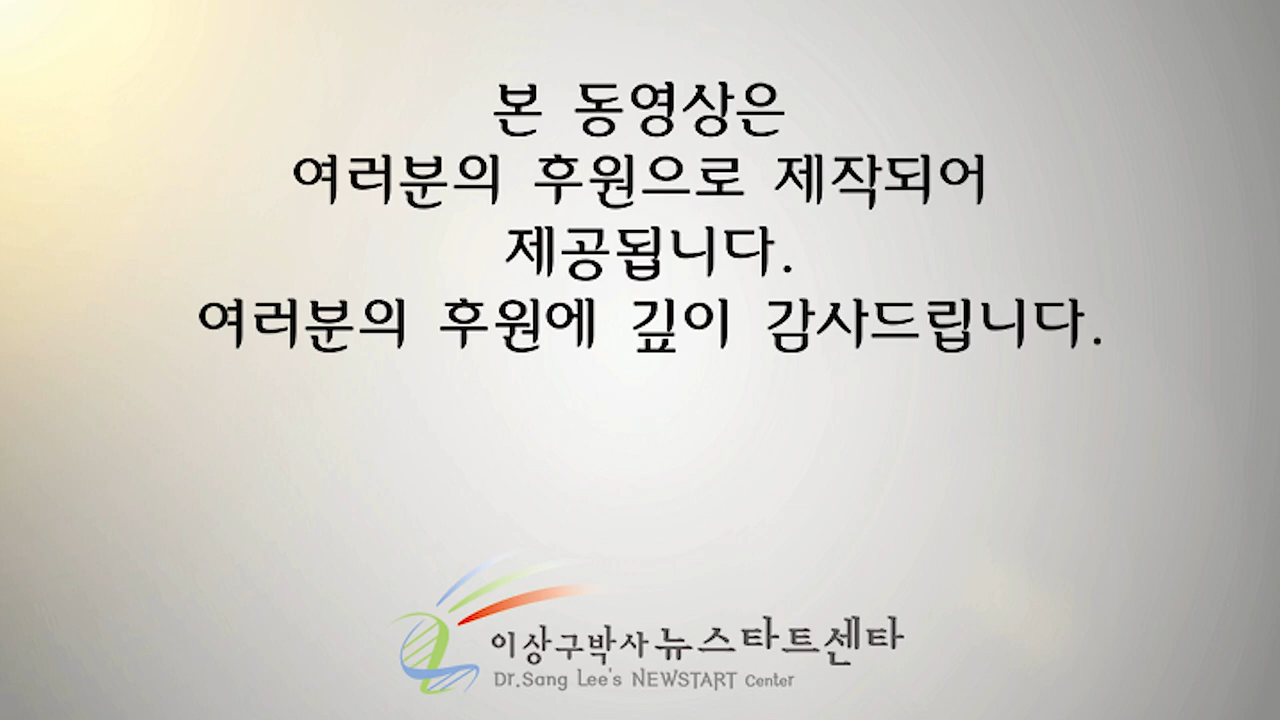 본 동영상은
여러분의 후원으로 제작되어
제공됩니다.
여러분의 후원에 깊이 감사드립니다.
이상구박사 뉴스타트센타
Dr.Sang Lee's NEWSTART Center